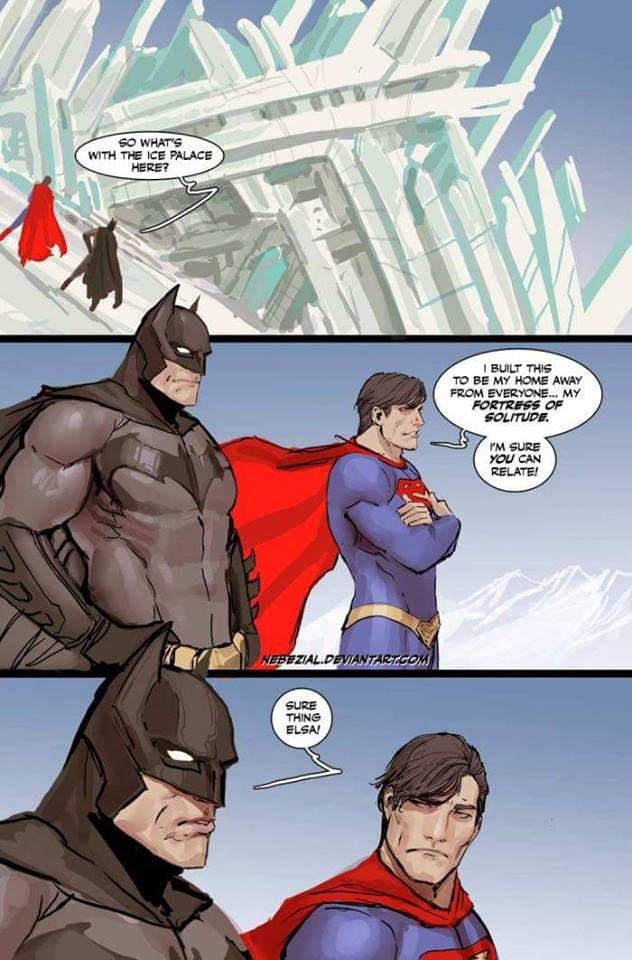 SO WHAT'S
WITH THE ICE PALACE
HERE?
I BUILT THIS
TO BE MY HOME AWAY
FROM EVERYONE... MY
FORTRESS OF
SOLITUDE.
I'M SURE
YOU CAN
RELATE!
NEBEZIAL.DEVIANTART.COM
SURE
THING
ELSA!